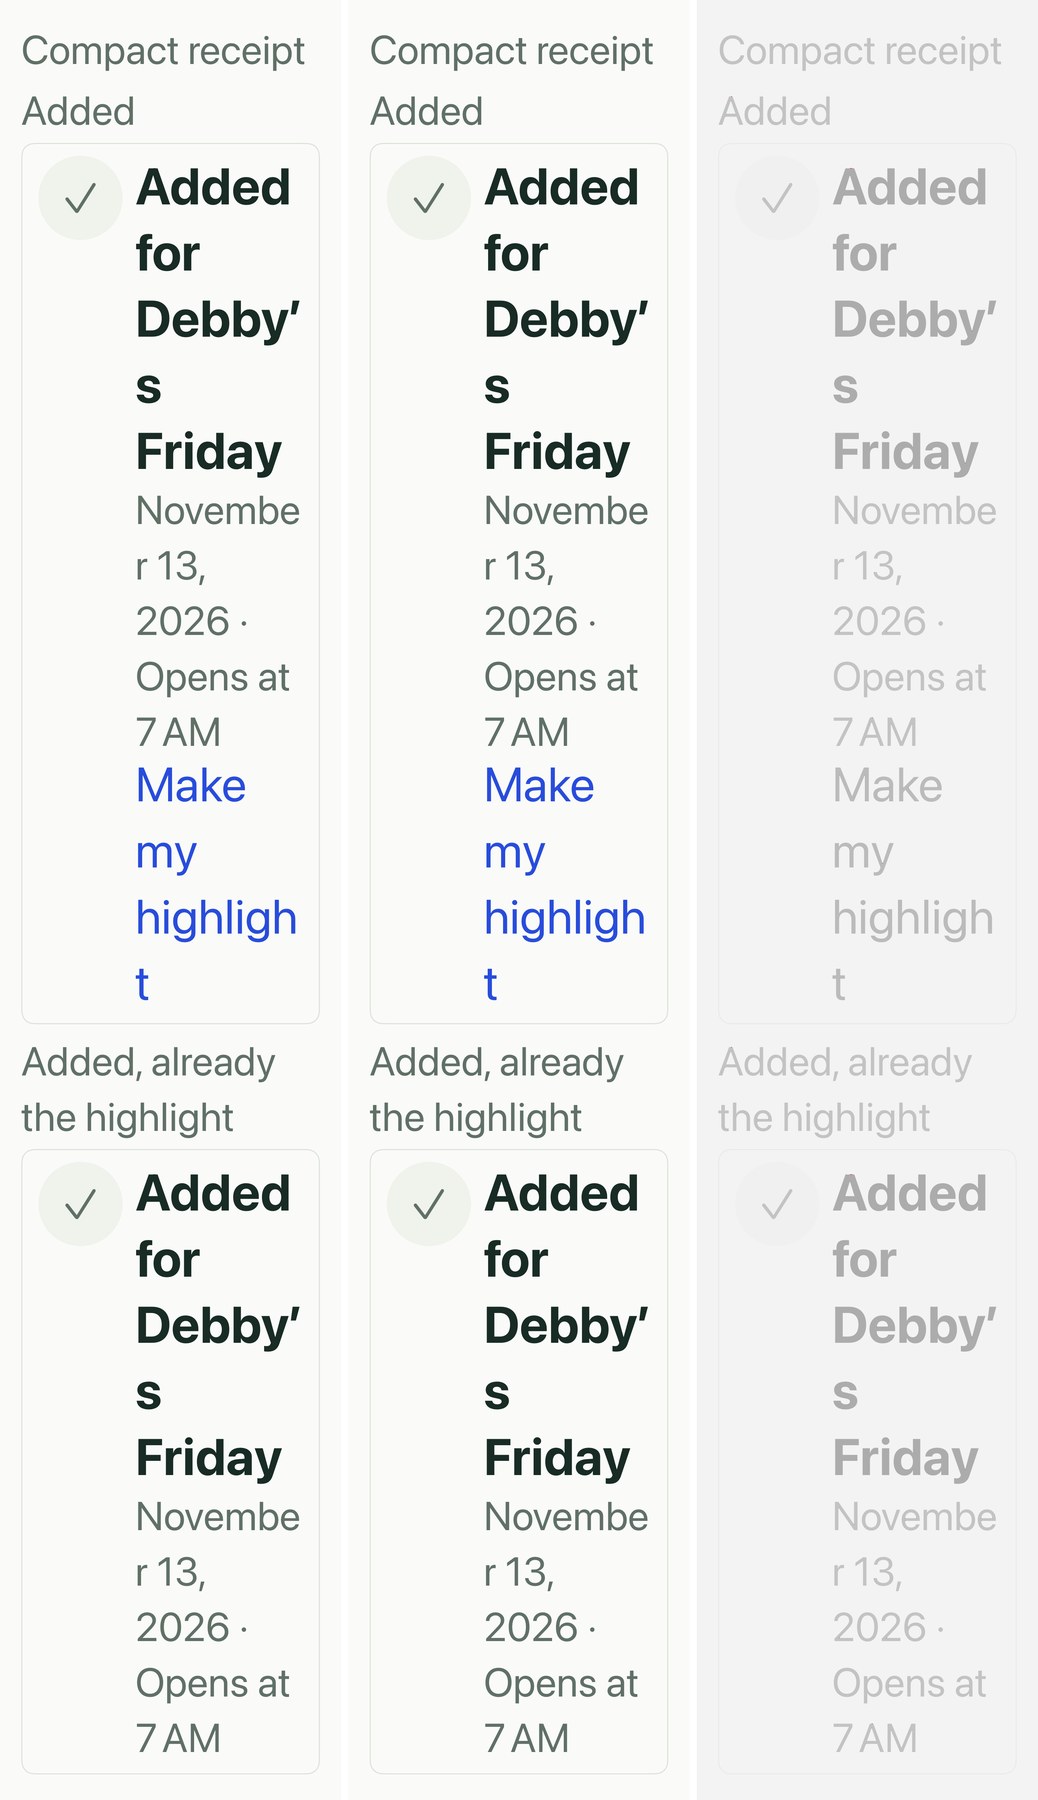 Compact receipt
Added
Added
for
Debby’
s
Friday
Novembe
r 13,
2026 ·
Opens at
7 AM
Make
my
highligh
t
Added, already
the highlight
Added
for
Debby’
s
Friday
Novembe
r 13,
2026 ·
Opens at
7 AM
Compact receipt
Added
Added
for
Debby’
s
Friday
Novembe
r 13,
2026 ·
Opens at
7 AM
Make
my
highligh
t
Added, already
the highlight
Added
for
Debby’
s
Friday
Novembe
r 13,
2026 ·
Opens at
7 AM
Compact receipt
Added
Added
for
Debby’
s
Friday
Novembe
r 13,
2026 ·
Opens at
7 AM
Make
my
highligh
t
Added, already
the highlight
Added
for
Debby’
s
Friday
Novembe
r 13,
2026 ·
Opens at
7 AM